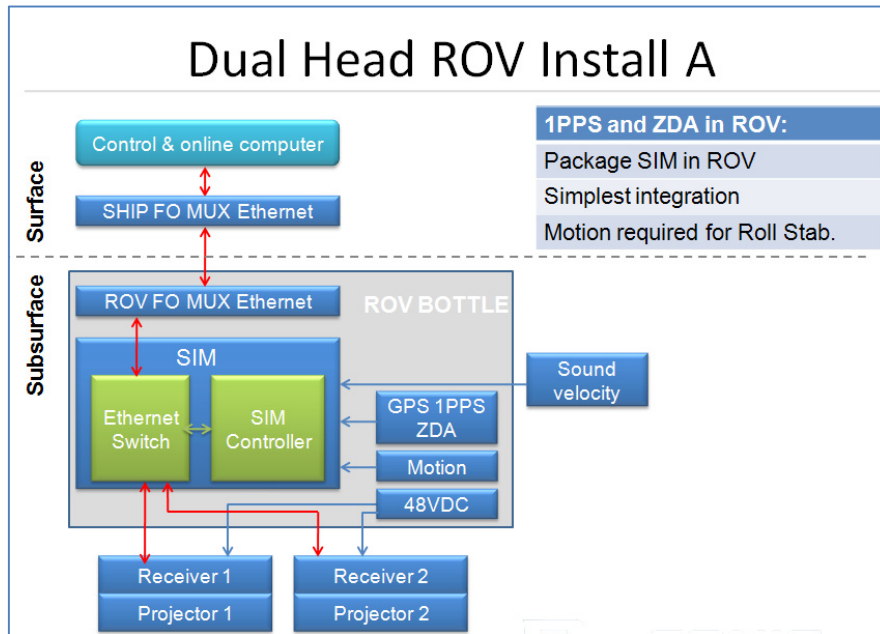 Dual Head ROV Install A
Surface
Control & online computer
SHIP FO MUX Ethernet
1PPS and ZDA in ROV:
Package SIM in ROV
Simplest integration
Motion required for Roll Stab.
Subsurface
ROV FO MUX Ethernet
ROV BOTTLE
SIM
Ethernet
Switch
SIM
Controller
Sound
velocity
GPS 1PPS
ZDA
Motion
48VDC
Receiver 1
Projector 1
Receiver 2
Projector 2